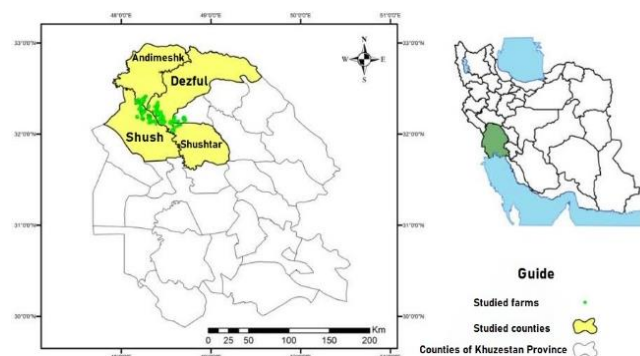 48°0'0" 49°0'0" 50°0'0" 51°0'0"
33°0'0" 33°0'0"
N
W E
S
Andimeshk
Dezful
32°0'0" 32°0'0"
Shush
Shushtar
31°0'0" 31°0'0"
30°0'0" 30°0'0"
Km
0 25 50 100 150 200
Guide
Studied farms
Studied counties
Counties of Khuzestan Province